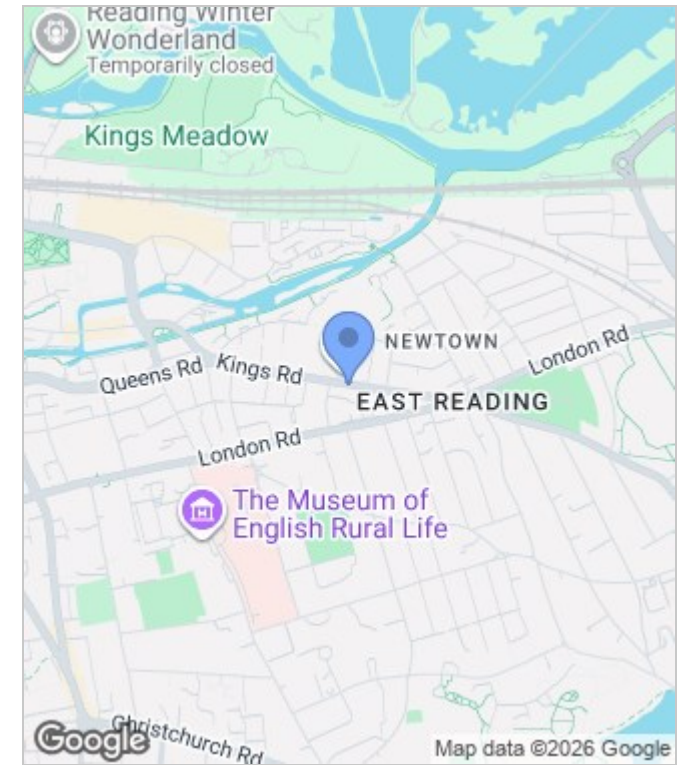 Reading Winter
Wonderland
Temporarily closed
Kings Meadow
NEWTOWN
London Rd
Queens Rd
Kings Rd
EAST READING
London Rd
The Museum of
English Rural Life
Christchurch Rd
Google
Map data ©2026 Google